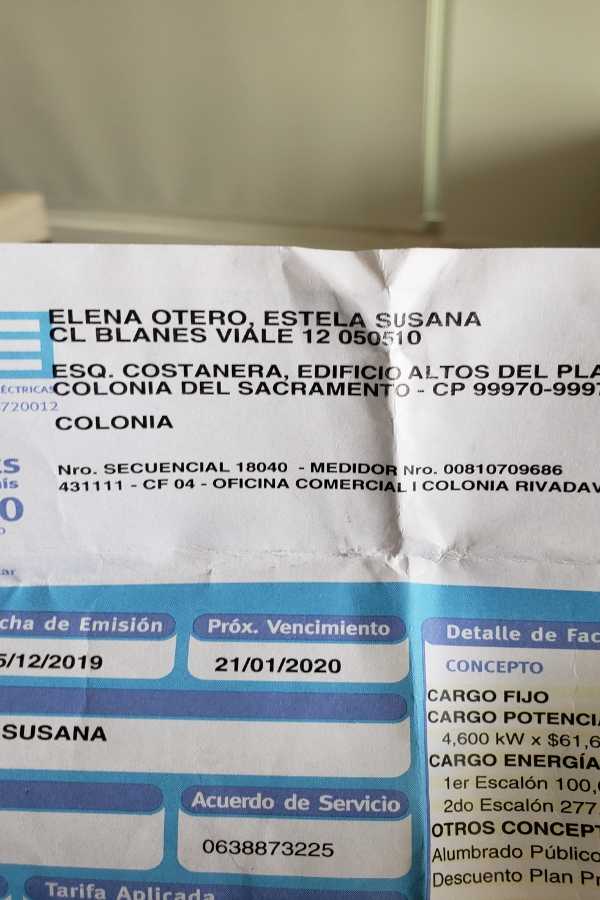 ELENA OTERO, ESTELA SUSANA
CL BLANES VIALE 12 050510
ESQ. COSTANERA, EDIFICIO ALTOS DEL PLA
COLONIA DEL SACRAMENTO - CP 99970-9997
COLONIA
Nro. SECUENCIAL 18040 - MEDIDOR Nro. 00810709686
431111 - CF 04 - OFICINA COMERCIAL I COLONIA RIVADAV
ÉCTRICAS
720012
cha de Emisión
5/12/2019
Próx. Vencimiento
21/01/2020
SUSANA
Acuerdo de Servicio
0638873225
Tarifa Aplicada
Detalle de Fac
CONCEPTO
CARGO FIJO
CARGO POTENCIA
4,600 kW x $61,6
CARGO ENERGÍA
1er Escalón 100,
2do Escalón 277
OTROS CONCEPT
Alumbrado Público
Descuento Plan Pr